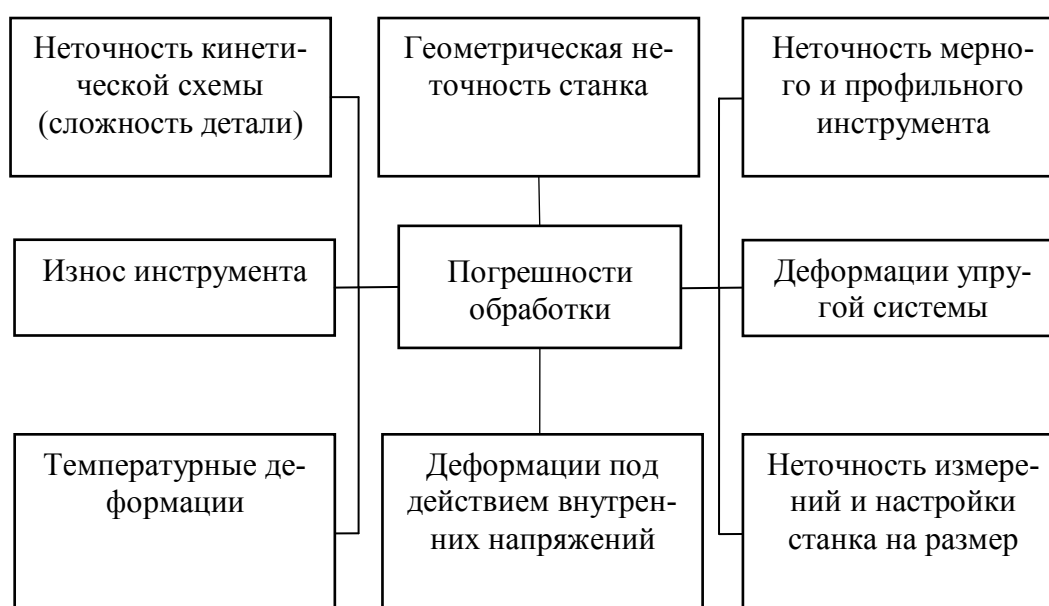 Неточность кинети-
ческой схемы
(сложность детали)
Геометрическая не-
точность станка
Неточность мерно-
го и профильного
инструмента
Износ инструмента
Погрешности
обработки
Деформации упру-
гой системы
Температурные де-
формации
Деформации под
действием внутрен-
них напряжений
Неточность измере-
ний и настройки
станка на размер